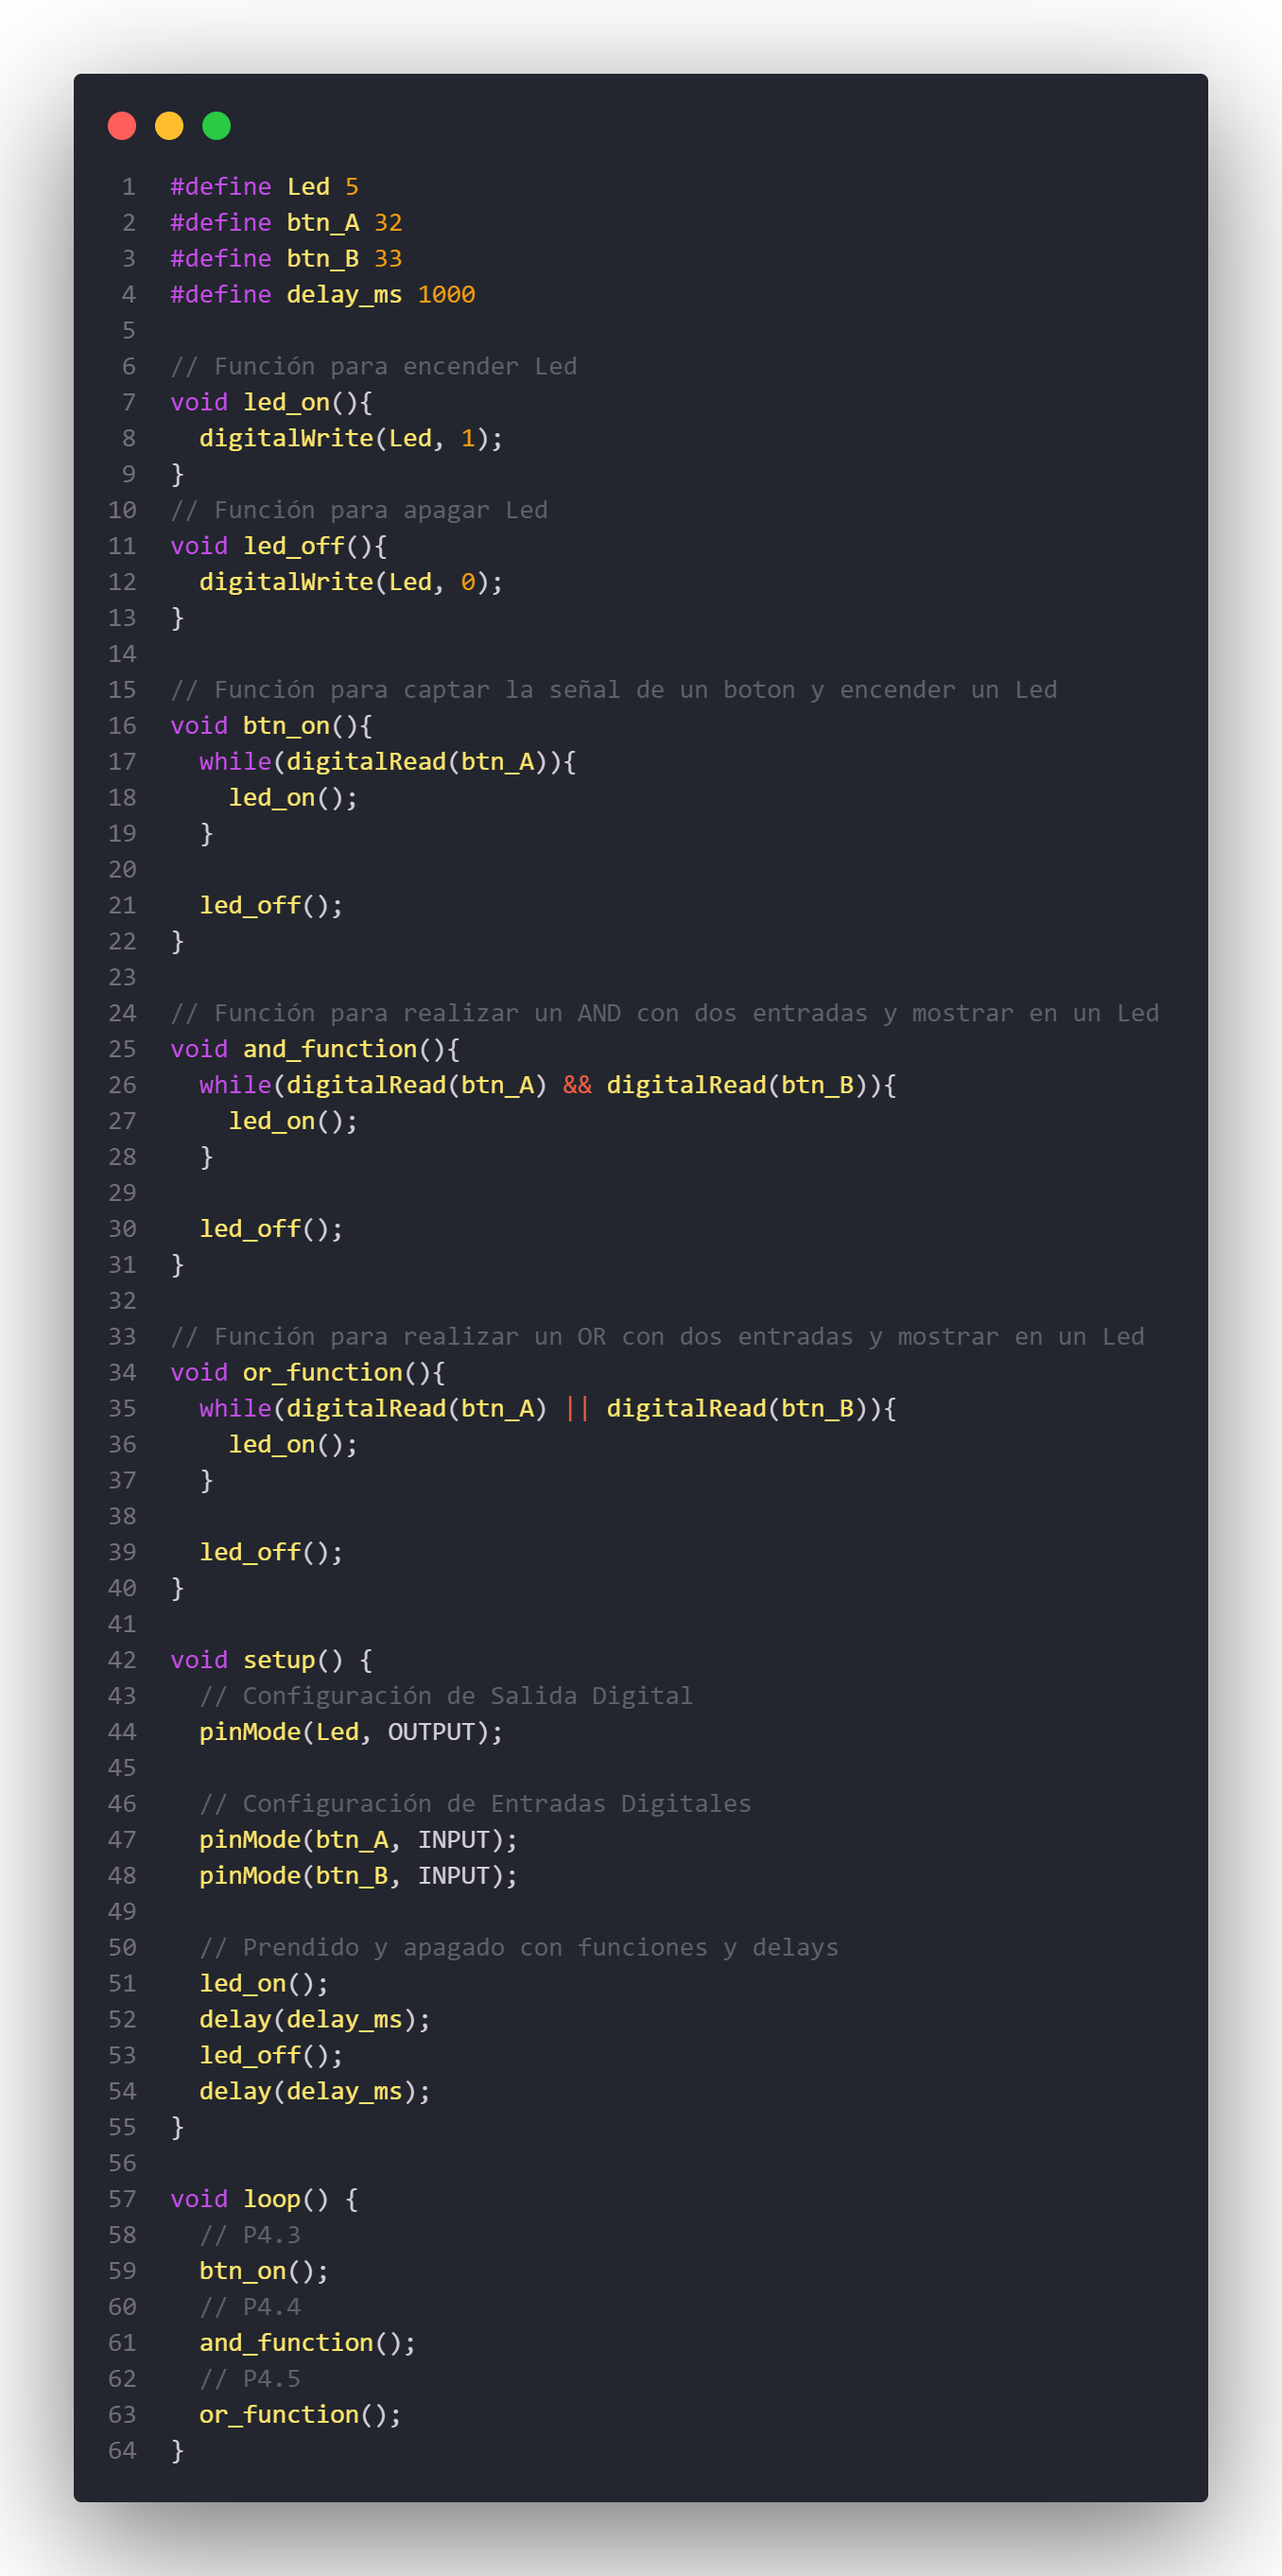 1 #define Led 5
2 #define btn_A 32
3 #define btn_B 33
4 #define delay_ms 1000
5
6 // Función para encender Led
7 void led_on(){
8   digitalWrite(Led, 1);
9 }
10 // Función para apagar Led
11 void led_off(){
12   digitalWrite(Led, 0);
13 }
14
15 // Función para captar la señal de un boton y encender un Led
16 void btn_on(){
17   while(digitalRead(btn_A)){
18     led_on();
19   }
20
21   led_off();
22 }
23
24 // Función para realizar un AND con dos entradas y mostrar en un Led
25 void and_function(){
26   while(digitalRead(btn_A) && digitalRead(btn_B)){
27     led_on();
28   }
29
30   led_off();
31 }
32
33 // Función para realizar un OR con dos entradas y mostrar en un Led
34 void or_function(){
35   while(digitalRead(btn_A) || digitalRead(btn_B)){
36     led_on();
37   }
38
39   led_off();
40 }
41
42 void setup() {
43   // Configuración de Salida Digital
44   pinMode(Led, OUTPUT);
45
46   // Configuración de Entradas Digitales
47   pinMode(btn_A, INPUT);
48   pinMode(btn_B, INPUT);
49
50   // Prendido y apagado con funciones y delays
51   led_on();
52   delay(delay_ms);
53   led_off();
54   delay(delay_ms);
55 }
56
57 void loop() {
58   // P4.3
59   btn_on();
60   // P4.4
61   and_function();
62   // P4.5
63   or_function();
64 }